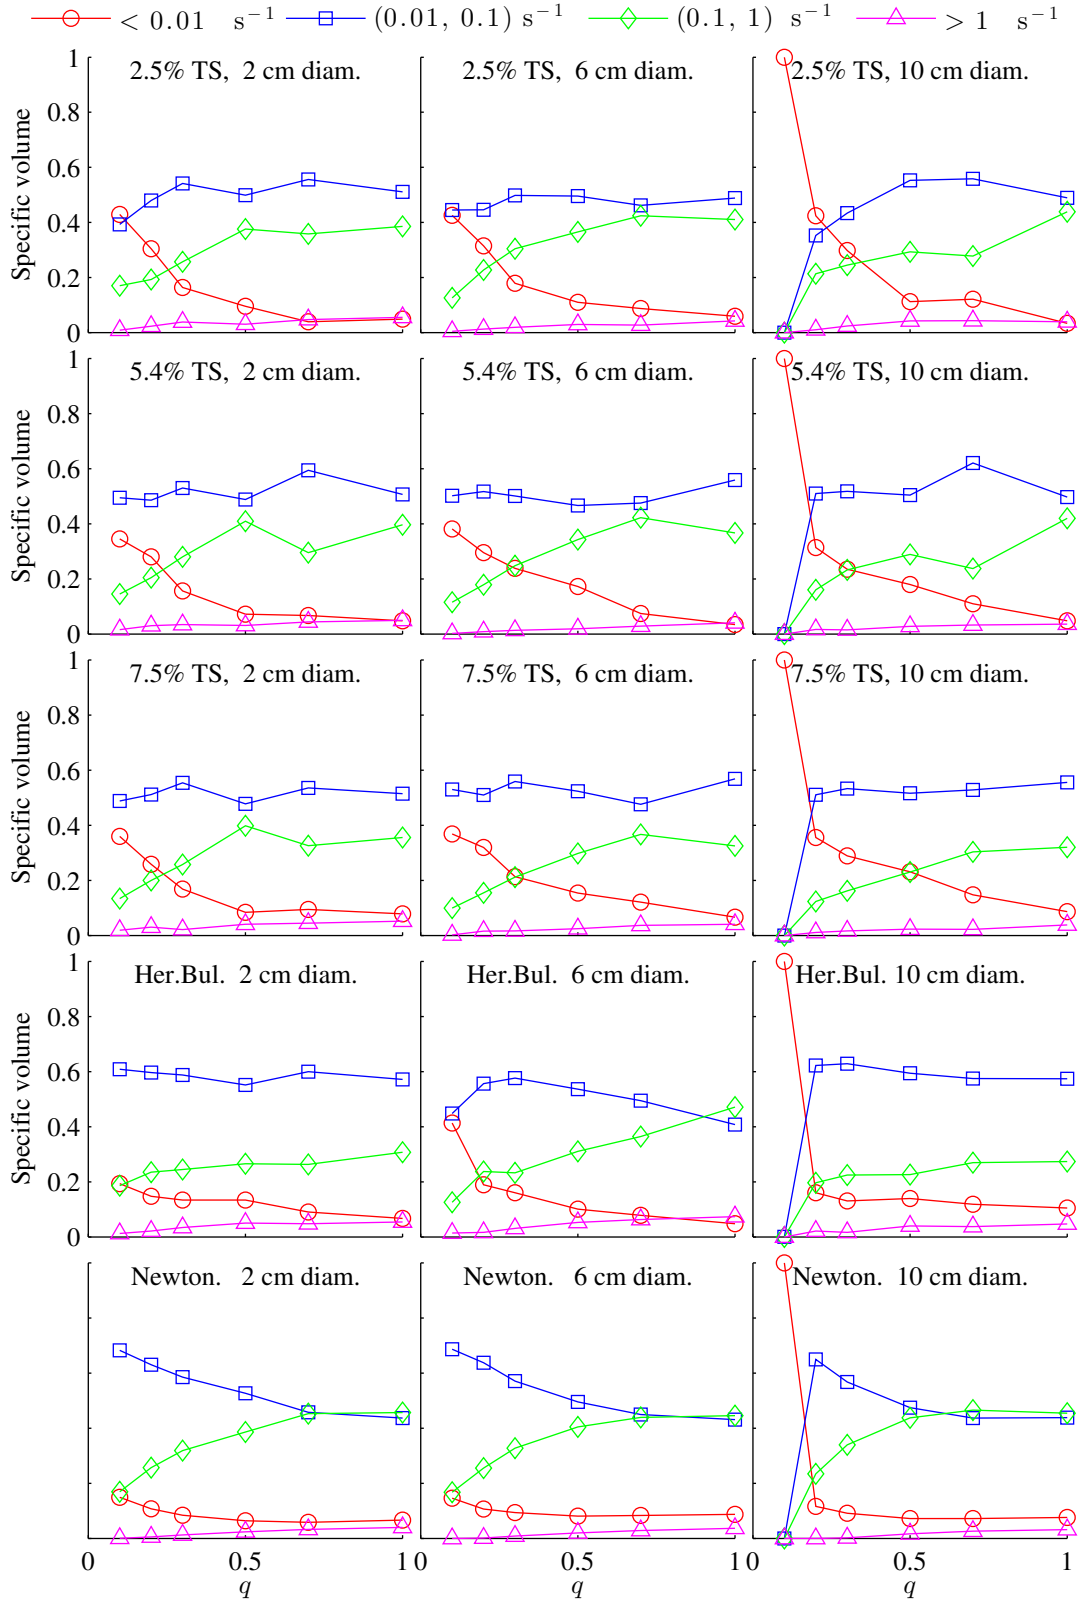 < 0.01 s⁻¹ (0.01, 0.1) s⁻¹ (0.1, 1) s⁻¹ > 1 s⁻¹
2.5% TS, 2 cm diam. 2.5% TS, 6 cm diam. 2.5% TS, 10 cm diam.
1
0.8
0.6
0.4
0.2
0
Specific volume
5.4% TS, 2 cm diam. 5.4% TS, 6 cm diam. 5.4% TS, 10 cm diam.
1
0.8
0.6
0.4
0.2
0
Specific volume
7.5% TS, 2 cm diam. 7.5% TS, 6 cm diam. 7.5% TS, 10 cm diam.
1
0.8
0.6
0.4
0.2
0
Specific volume
Her.Bul. 2 cm diam. Her.Bul. 6 cm diam. Her.Bul. 10 cm diam.
1
0.8
0.6
0.4
0.2
0
Specific volume
Newton. 2 cm diam. Newton. 6 cm diam. Newton. 10 cm diam.
0 0.5 1 0 0.5 1 0 0.5 1
q q q